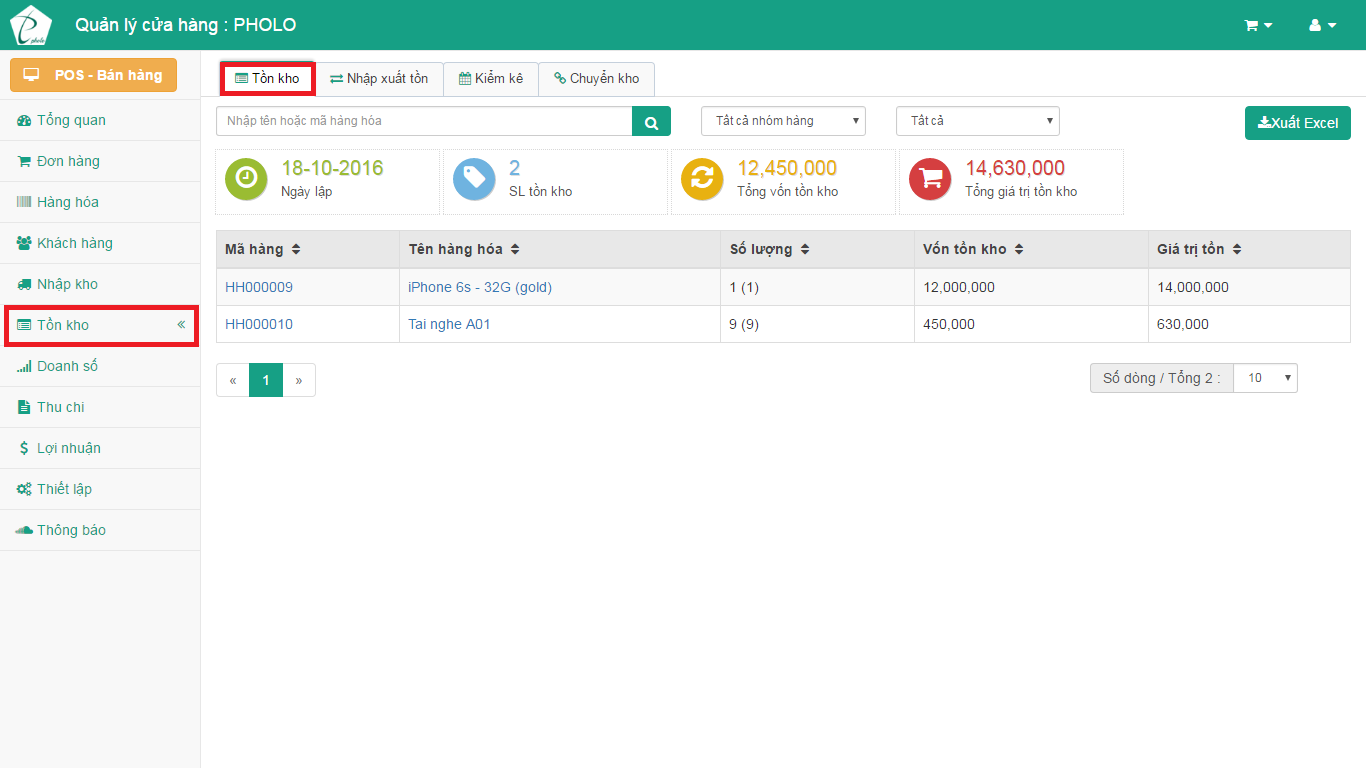 pholo
Quản lý cửa hàng : PHOLO
POS - Bán hàng
Tổng quan
Đơn hàng
Hàng hóa
Khách hàng
Nhập kho
Tồn kho
Doanh số
Thu chi
Lợi nhuận
Thiết lập
Thông báo
Tồn kho Nhập xuất tồn Kiểm kê Chuyển kho
Nhập tên hoặc mã hàng hóa Tất cả nhóm hàng Tất cả Xuất Excel
18-10-2016 2 12,450,000 14,630,000
Ngày lập SL tồn kho Tổng vốn tồn kho Tổng giá trị tồn kho
Mã hàng Tên hàng hóa Số lượng Vốn tồn kho Giá trị tồn
HH000009 iPhone 6s - 32G (gold) 1 (1) 12,000,000 14,000,000
HH000010 Tai nghe A01 9 (9) 450,000 630,000
« 1 » Số dòng / Tổng 2 : 10